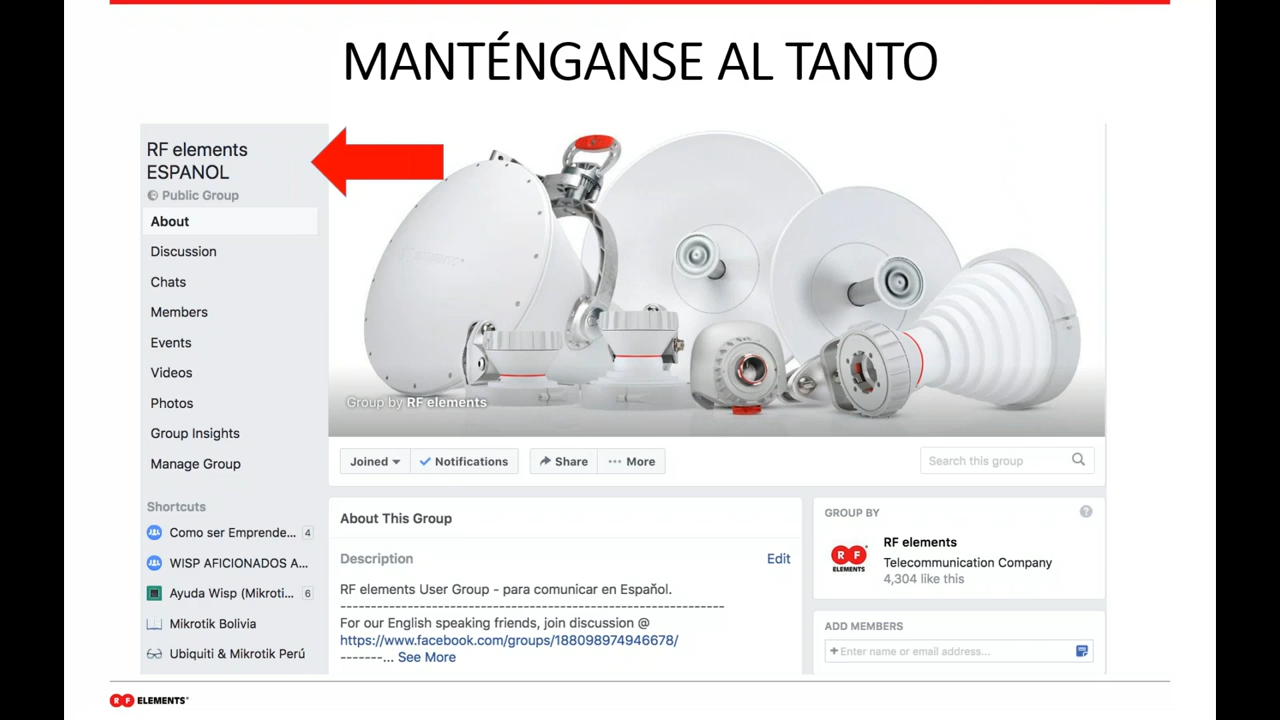 MANTÉNGANSE AL TANTO
RF elements
ESPANOL
Public Group
About
Discussion
Chats
Members
Events
Videos
Photos
Group Insights
Manage Group
Shortcuts
Como ser Emprende... 4
WISP AFICIONADOS A...
Ayuda Wisp (Mikroti... 6
Mikrotik Bolivia
Ubiquiti & Mikrotik Perú
Group by RF elements
Joined Notifications Share ··· More
Search this group
About This Group
Description Edit
RF elements User Group - para comunicar en Espaňol.
-----------------------------------------------------------------
For our English speaking friends, join discussion @
https://www.facebook.com/groups/188098974946678/
-------... See More
GROUP BY ?
RF ELEMENTS
RF elements
Telecommunication Company
4,304 like this
ADD MEMBERS
+ Enter name or email address...
RF ELEMENTS